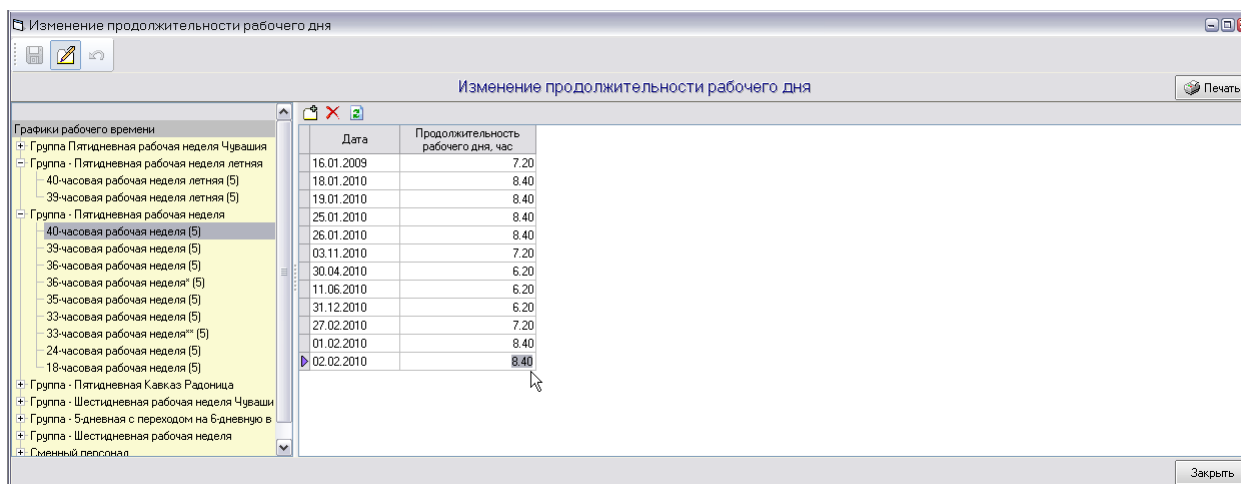 Изменение продолжительности рабочего дня
Изменение продолжительности рабочего дня
Печать
Графики рабочего времени
Группа Пятидневная рабочая неделя Чувашия
Группа - Пятидневная рабочая неделя летняя
40-часовая рабочая неделя летняя (5)
39-часовая рабочая неделя летняя (5)
Группа - Пятидневная рабочая неделя
40-часовая рабочая неделя (5)
39-часовая рабочая неделя (5)
36-часовая рабочая неделя (5)
36-часовая рабочая неделя* (5)
35-часовая рабочая неделя (5)
33-часовая рабочая неделя (5)
33-часовая рабочая неделя** (5)
24-часовая рабочая неделя (5)
18-часовая рабочая неделя (5)
Группа - Пятидневная Кавказ Радоница
Группа - Шестидневная рабочая неделя Чуваши
Группа - 5-дневная с переходом на 6-дневную в
Группа - Шестидневная рабочая неделя
Сменный персонал
Дата Продолжительность
рабочего дня, час
16.01.2009 7.20
18.01.2010 8.40
19.01.2010 8.40
25.01.2010 8.40
26.01.2010 8.40
03.11.2010 7.20
30.04.2010 6.20
11.06.2010 6.20
31.12.2010 6.20
27.02.2010 7.20
01.02.2010 8.40
02.02.2010 8.40
Закрыть